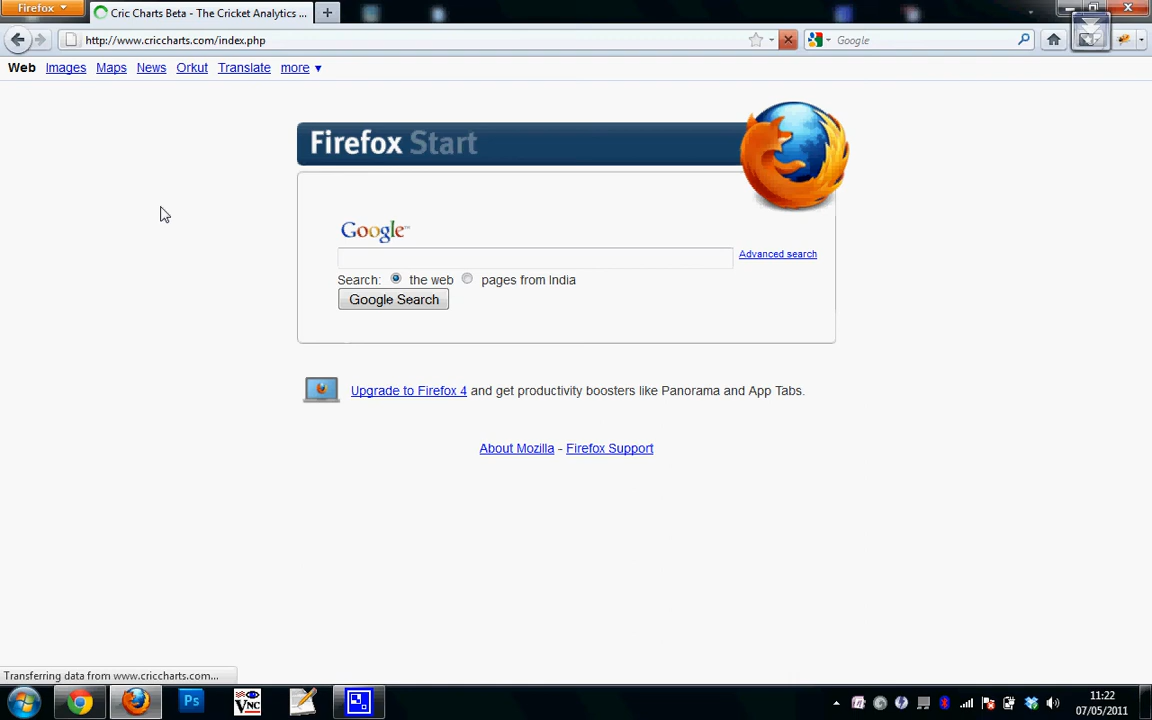 Firefox
Cric Charts Beta - The Cricket Analytics ...
http://www.criccharts.com/index.php
Google
Web Images Maps News Orkut Translate more ▼
Firefox Start
Google™
Advanced search
Search: the web pages from India
Google Search
Upgrade to Firefox 4 and get productivity boosters like Panorama and App Tabs.
About Mozilla - Firefox Support
Transferring data from www.criccharts.com...
Ps
VNC
11:22
07/05/2011